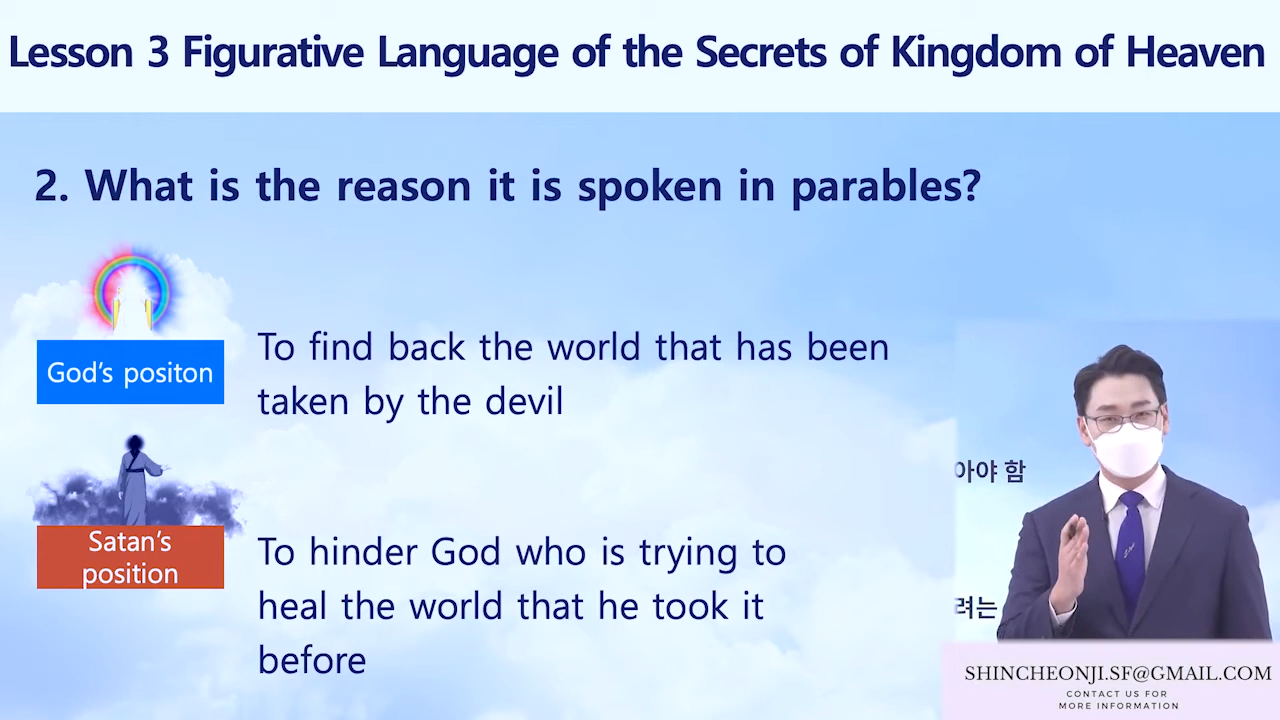 Lesson 3 Figurative Language of the Secrets of Kingdom of Heaven
2. What is the reason it is spoken in parables?
God's positon
To find back the world that has been
taken by the devil
Satan's
position
To hinder God who is trying to
heal the world that he took it
before
아야 함
려는
SHINCHEONJI.SF@GMAIL.COM
CONTACT US FOR
MORE INFORMATION